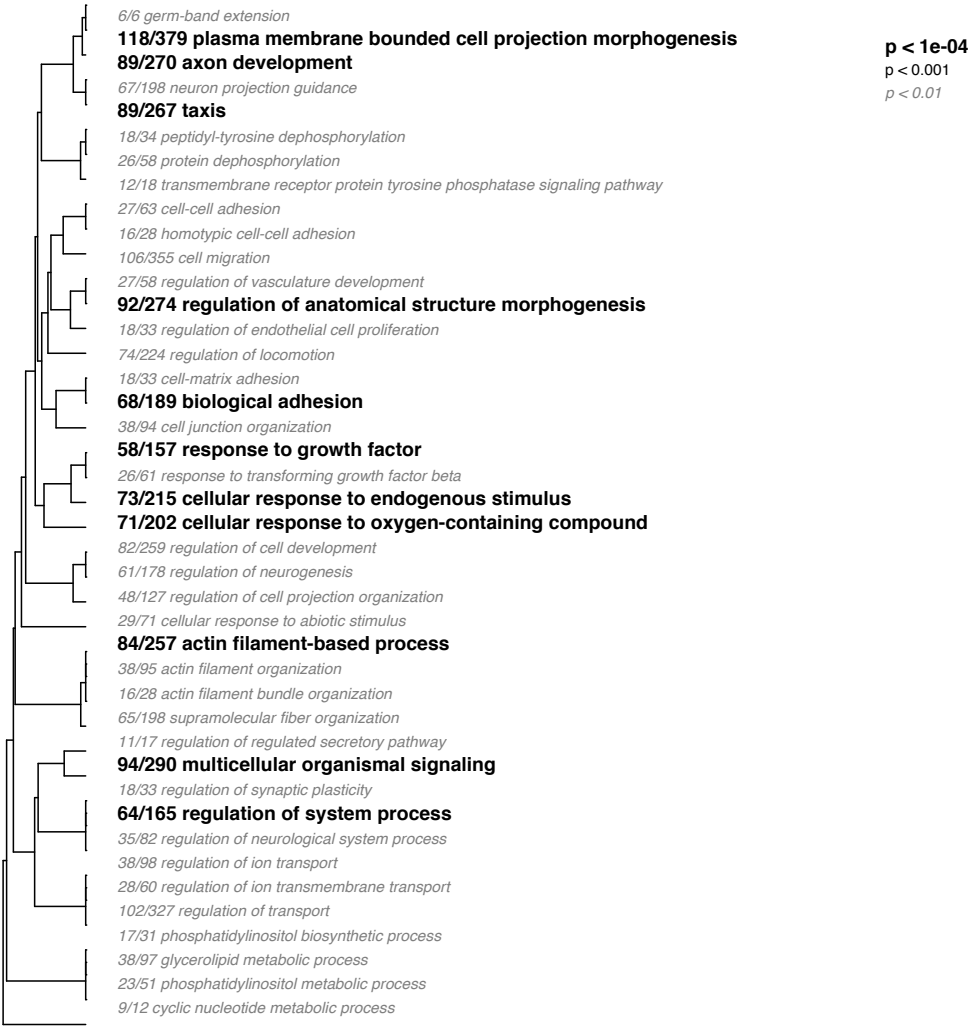 6/6 germ-band extension
118/379 plasma membrane bounded cell projection morphogenesis
89/270 axon development
67/198 neuron projection guidance
89/267 taxis
18/34 peptidyl-tyrosine dephosphorylation
26/58 protein dephosphorylation
12/18 transmembrane receptor protein tyrosine phosphatase signaling pathway
27/63 cell-cell adhesion
16/28 homotypic cell-cell adhesion
106/355 cell migration
27/58 regulation of vasculature development
92/274 regulation of anatomical structure morphogenesis
18/33 regulation of endothelial cell proliferation
74/224 regulation of locomotion
18/33 cell-matrix adhesion
68/189 biological adhesion
38/94 cell junction organization
58/157 response to growth factor
26/61 response to transforming growth factor beta
73/215 cellular response to endogenous stimulus
71/202 cellular response to oxygen-containing compound
82/259 regulation of cell development
61/178 regulation of neurogenesis
48/127 regulation of cell projection organization
29/71 cellular response to abiotic stimulus
84/257 actin filament-based process
38/95 actin filament organization
16/28 actin filament bundle organization
65/198 supramolecular fiber organization
11/17 regulation of regulated secretory pathway
94/290 multicellular organismal signaling
18/33 regulation of synaptic plasticity
64/165 regulation of system process
35/82 regulation of neurological system process
38/98 regulation of ion transport
28/60 regulation of ion transmembrane transport
102/327 regulation of transport
17/31 phosphatidylinositol biosynthetic process
38/97 glycerolipid metabolic process
23/51 phosphatidylinositol metabolic process
9/12 cyclic nucleotide metabolic process
p < 1e-04
p < 0.001
p < 0.01